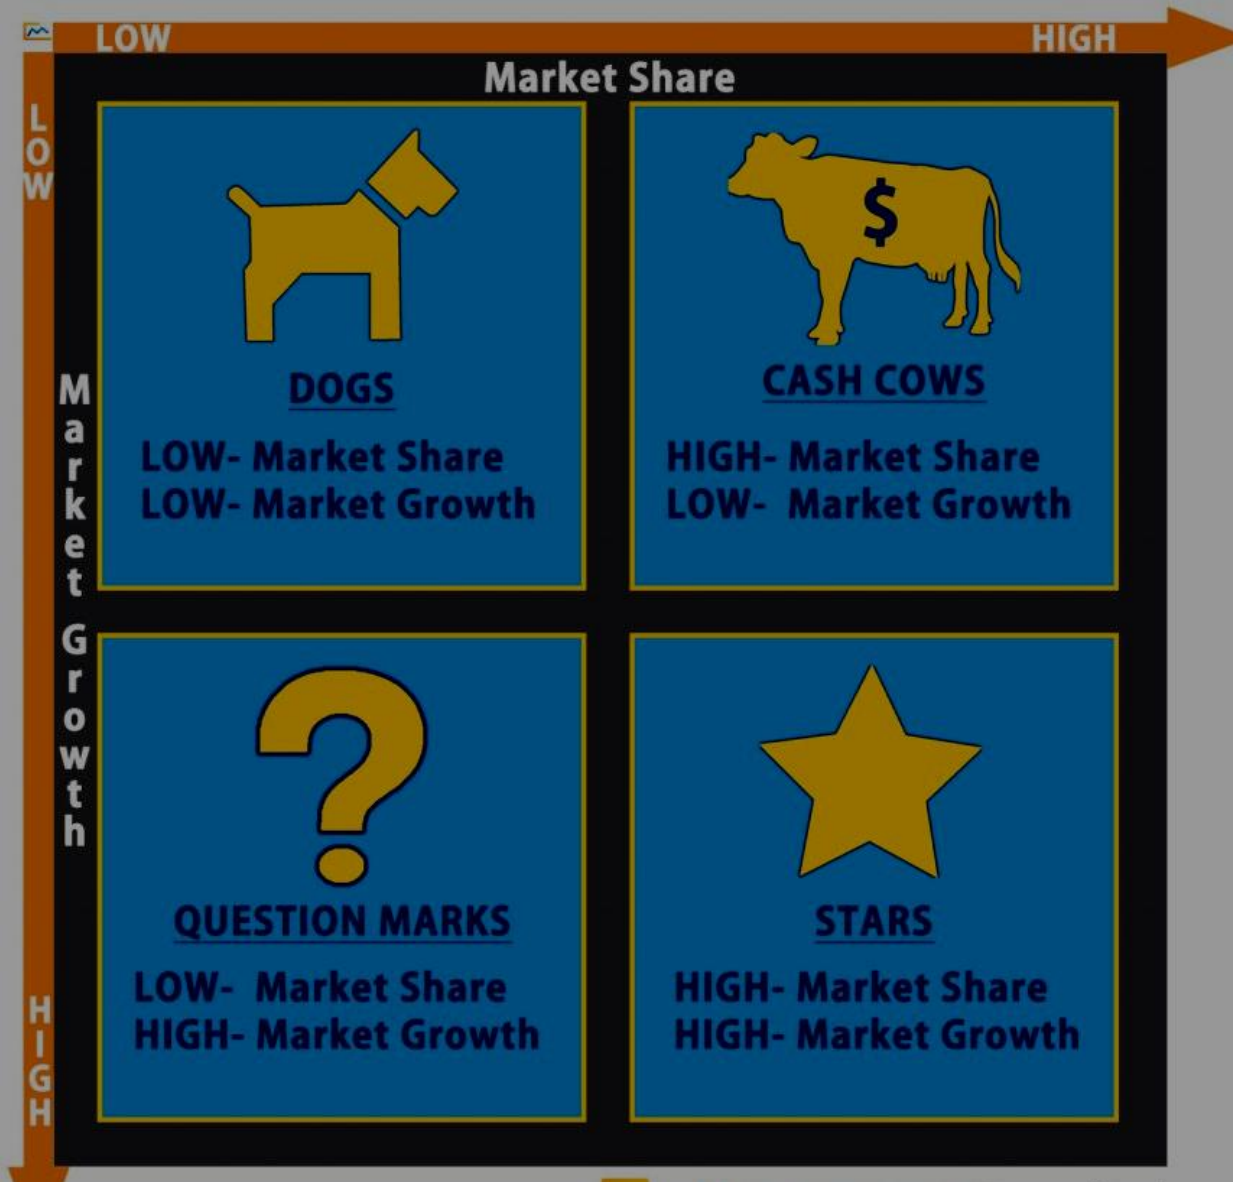 LOW HIGH
Market Share
LOW
Market Growth
HIGH
DOGS
LOW- Market Share
LOW- Market Growth
$
CASH COWS
HIGH- Market Share
LOW- Market Growth
QUESTION MARKS
LOW- Market Share
HIGH- Market Growth
STARS
HIGH- Market Share
HIGH- Market Growth